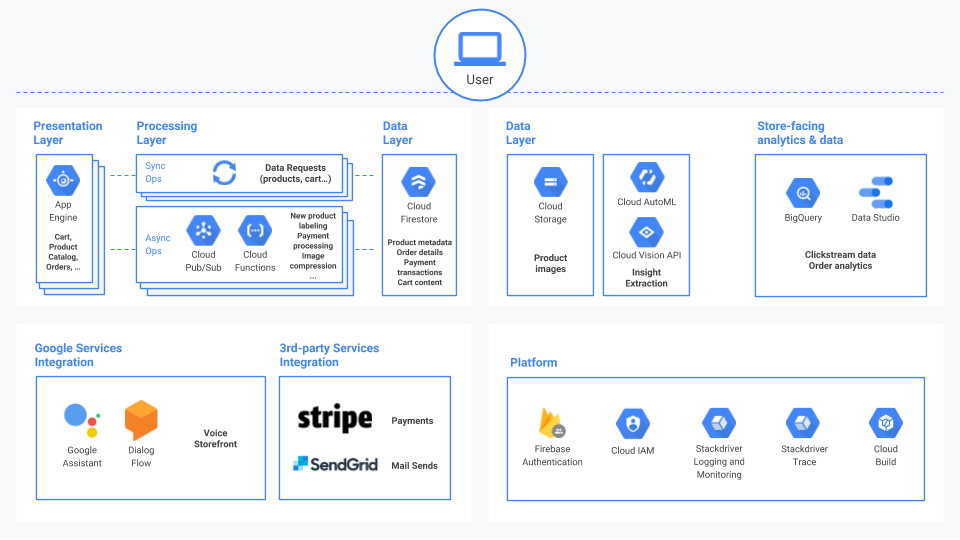 User
Presentation
Layer
App
Engine
Cart,
Product
Catalog,
Orders, ...
Processing
Layer
Sync
Ops
Data Requests
(products, cart...)
Async
Ops
Cloud
Pub/Sub
Cloud
Functions
New product
labeling
Payment
processing
Image
compression
...
Data
Layer
Cloud
Firestore
Product metadata
Order details
Payment
transactions
Cart content
Data
Layer
Cloud
Storage
Product
images
Cloud AutoML
Cloud Vision API
Insight
Extraction
Store-facing
analytics & data
BigQuery
Data Studio
Clickstream data
Order analytics
Google Services
Integration
Google
Assistant
Dialog
Flow
Voice
Storefront
3rd-party Services
Integration
stripe
Payments
SendGrid
Mail Sends
Platform
Firebase
Authentication
Cloud IAM
Stackdriver
Logging and
Monitoring
Stackdriver
Trace
Cloud
Build